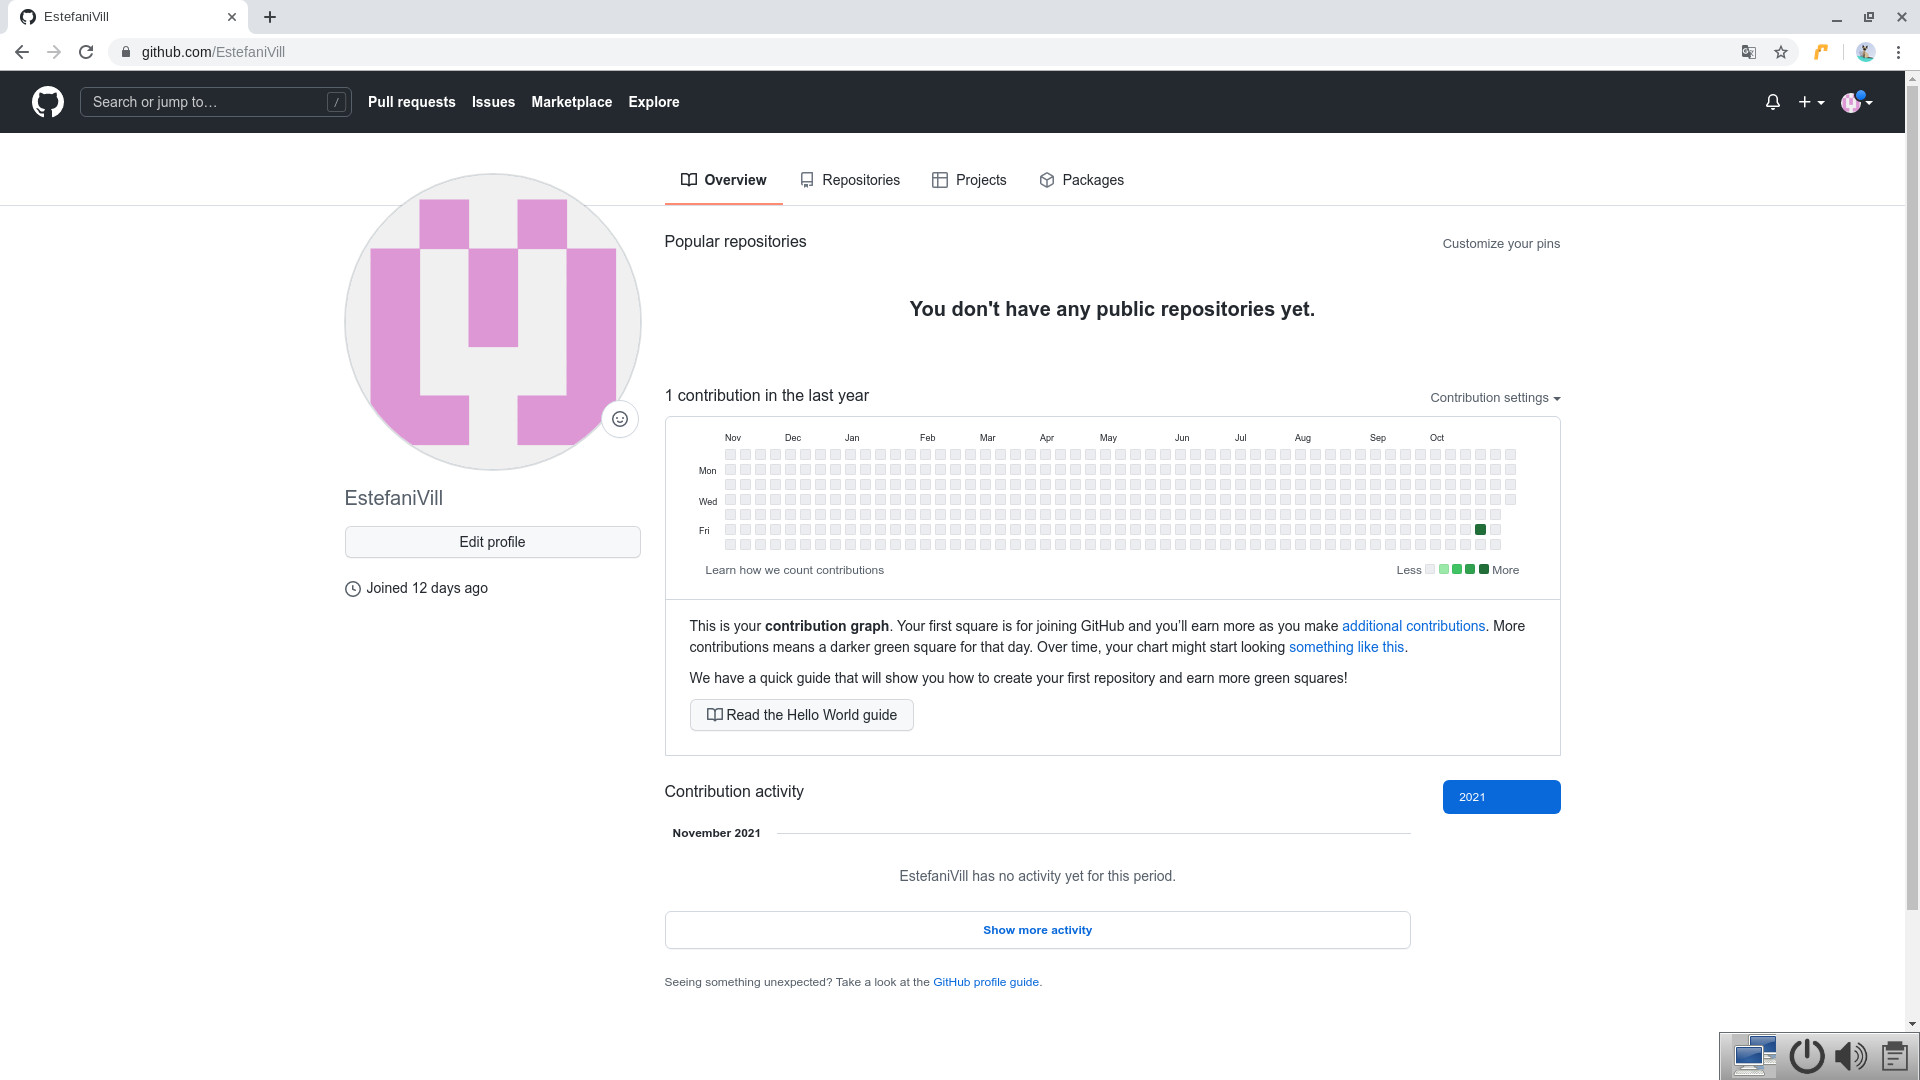 EstefaniVill
github.com/EstefaniVill
Search or jump to…
/
Pull requests
Issues
Marketplace
Explore
Overview
Repositories
Projects
Packages
Popular repositories
Customize your pins
You don't have any public repositories yet.
EstefaniVill
Edit profile
Joined 12 days ago
1 contribution in the last year
Contribution settings
Nov Dec Jan Feb Mar Apr May Jun Jul Aug Sep Oct
Mon
Wed
Fri
Learn how we count contributions
Less
More
This is your contribution graph. Your first square is for joining GitHub and you'll earn more as you make additional contributions. More
contributions means a darker green square for that day. Over time, your chart might start looking something like this.
We have a quick guide that will show you how to create your first repository and earn more green squares!
Read the Hello World guide
Contribution activity
2021
November 2021
EstefaniVill has no activity yet for this period.
Show more activity
Seeing something unexpected? Take a look at the GitHub profile guide.